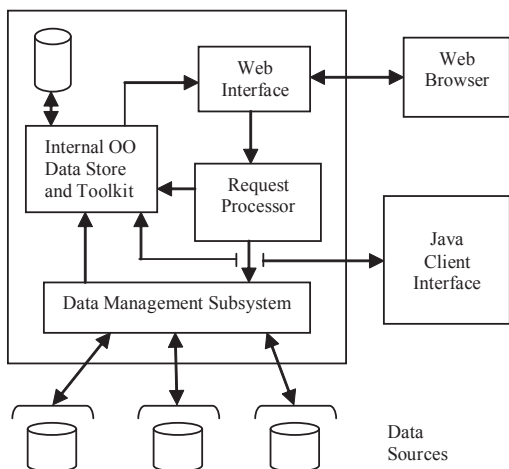 Web
Interface
Web
Browser
Internal OO
Data Store
and Toolkit
Request
Processor
Java
Client
Interface
Data Management Subsystem
Data
Sources